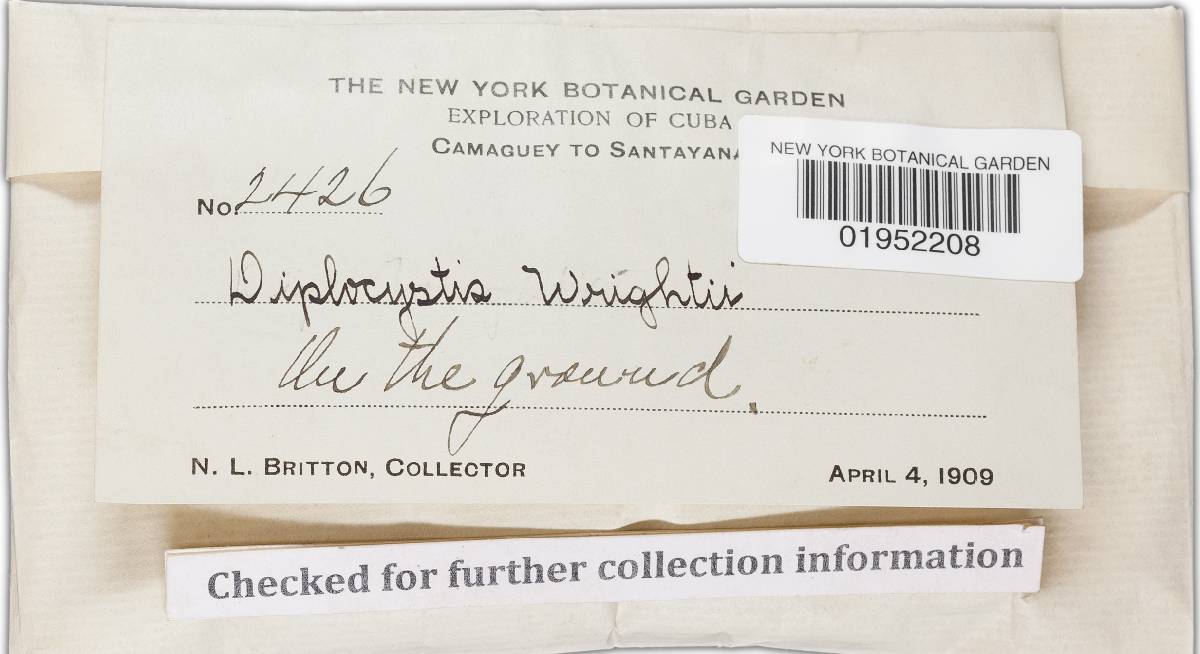 THE NEW YORK BOTANICAL GARDEN
EXPLORATION OF CUBA
CAMAGUEY TO SANTAYANA
NEW YORK BOTANICAL GARDEN
01952208
No. 2426
Diplocystis Wrightii
On the ground.
N. L. BRITTON, COLLECTOR
APRIL 4, 1909
Checked for further collection information